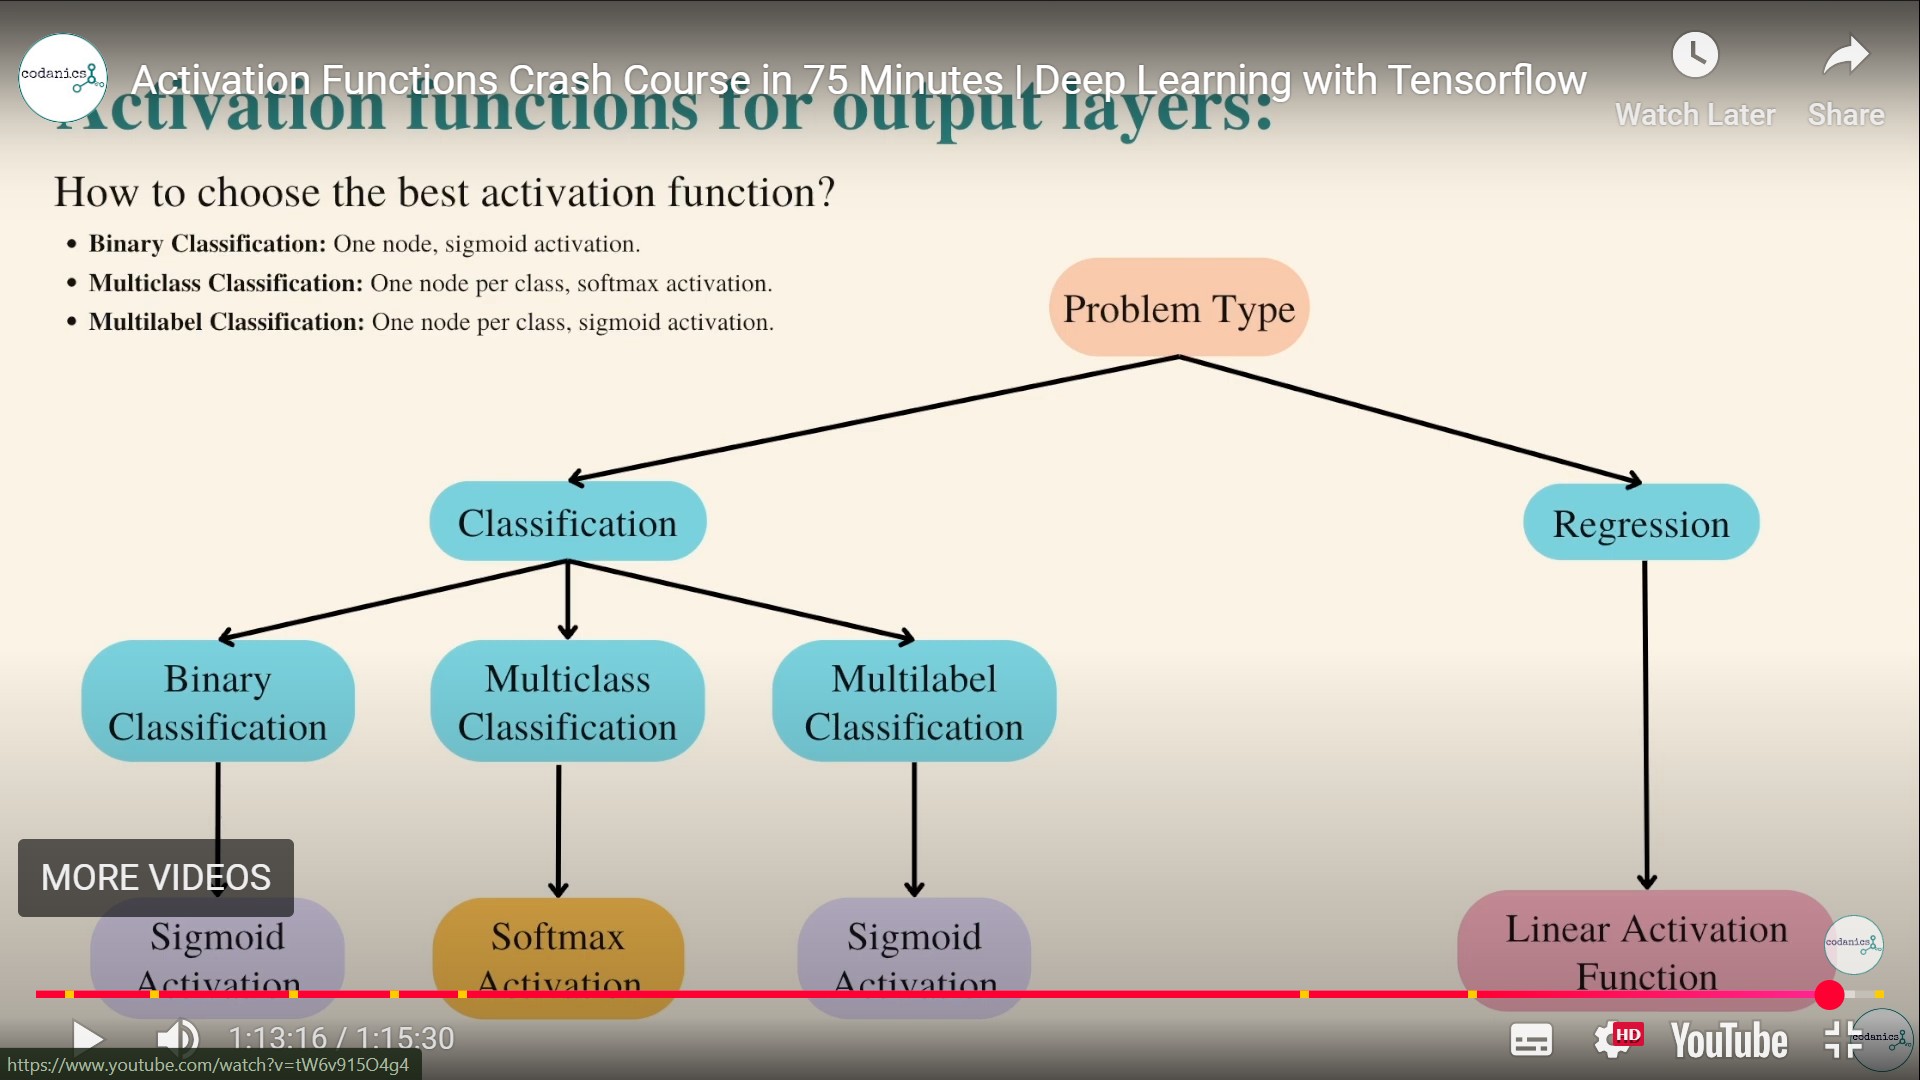 codanics
Activation Functions Crash Course in 75 Minutes | Deep Learning with Tensorflow
Watch Later
Share
Activation functions for output layers:
How to choose the best activation function?
• Binary Classification: One node, sigmoid activation.
• Multiclass Classification: One node per class, softmax activation.
• Multilabel Classification: One node per class, sigmoid activation.
Problem Type
Classification
Regression
Binary
Classification
Multiclass
Classification
Multilabel
Classification
MORE VIDEOS
Sigmoid
Activation
Softmax
Activation
Sigmoid
Activation
Linear Activation
Function
codanics
1:13:16 / 1:15:30
HD
YouTube
codanics
https://www.youtube.com/watch?v=tW6v915O4g4